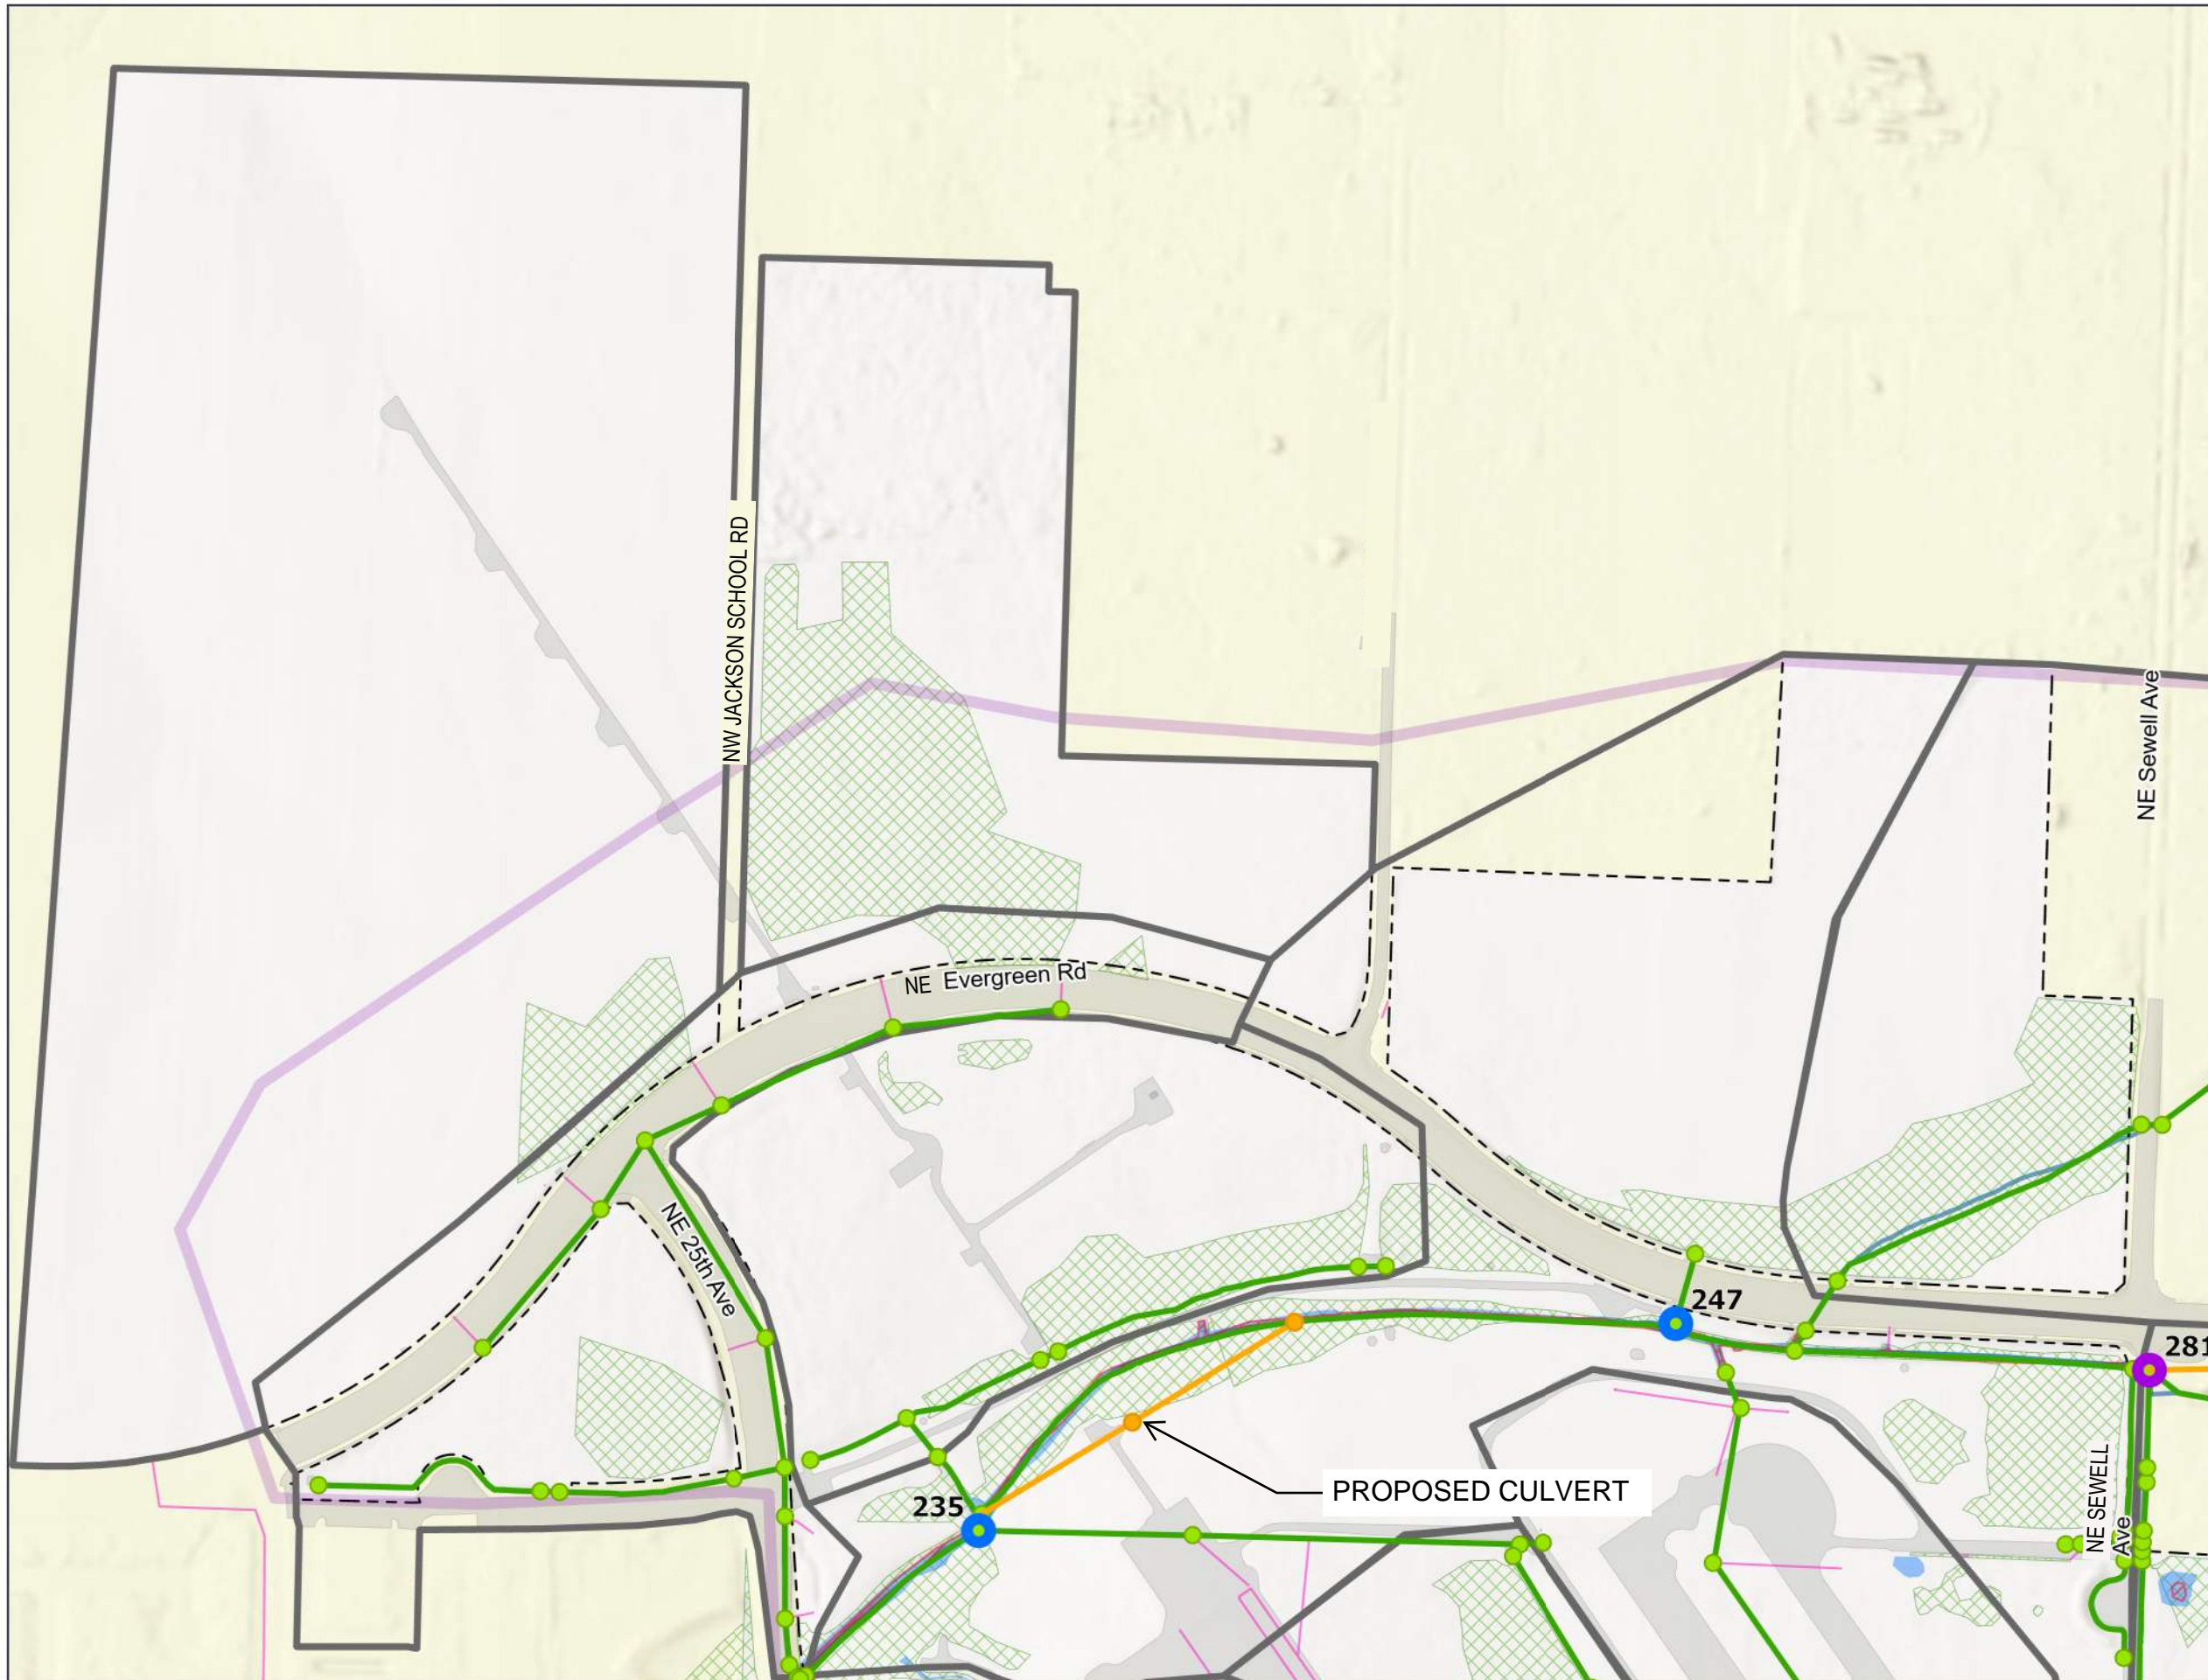 NW JACKSON SCHOOL RD
NE Sewell Ave
NE Evergreen Rd
NE 25th Ave
247
281
PROPOSED CULVERT
235
NE SEWELL
Ave